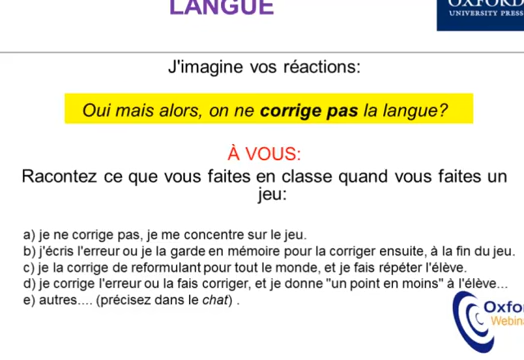 LANGUE
OXFORD
UNIVERSITY PRESS
J'imagine vos réactions:
Oui mais alors, on ne corrige pas la langue?
À VOUS:
Racontez ce que vous faites en classe quand vous faites un
jeu:
a) je ne corrige pas, je me concentre sur le jeu.
b) j'écris l'erreur ou je la garde en mémoire pour la corriger ensuite, à la fin du jeu.
c) je la corrige de reformulant pour tout le monde, et je fais répéter l'élève.
d) je corrige l'erreur ou la fais corriger, et je donne "un point en moins" à l'élève...
e) autres.... (précisez dans le chat) .
Oxfor
Webina